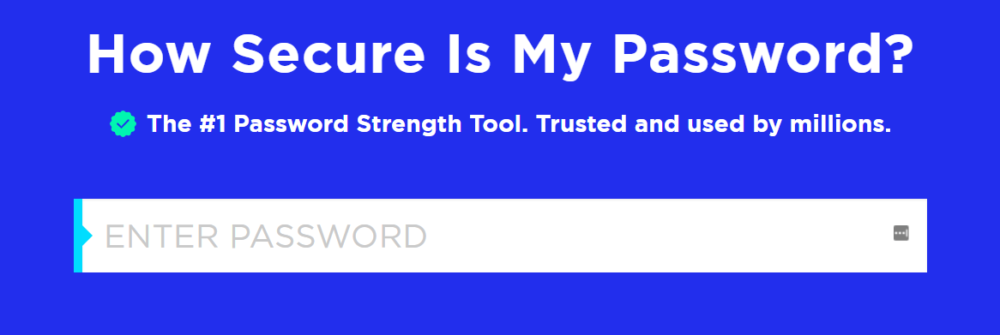 How Secure Is My Password?
The #1 Password Strength Tool. Trusted and used by millions.
ENTER PASSWORD